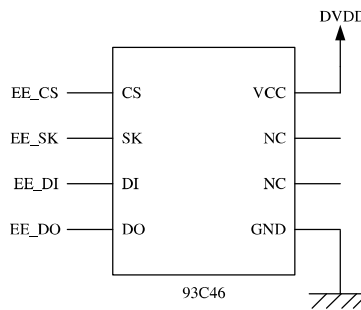 DVDD
EE_CS CS VCC
EE_SK SK NC
EE_DI DI NC
EE_DO DO GND
93C46